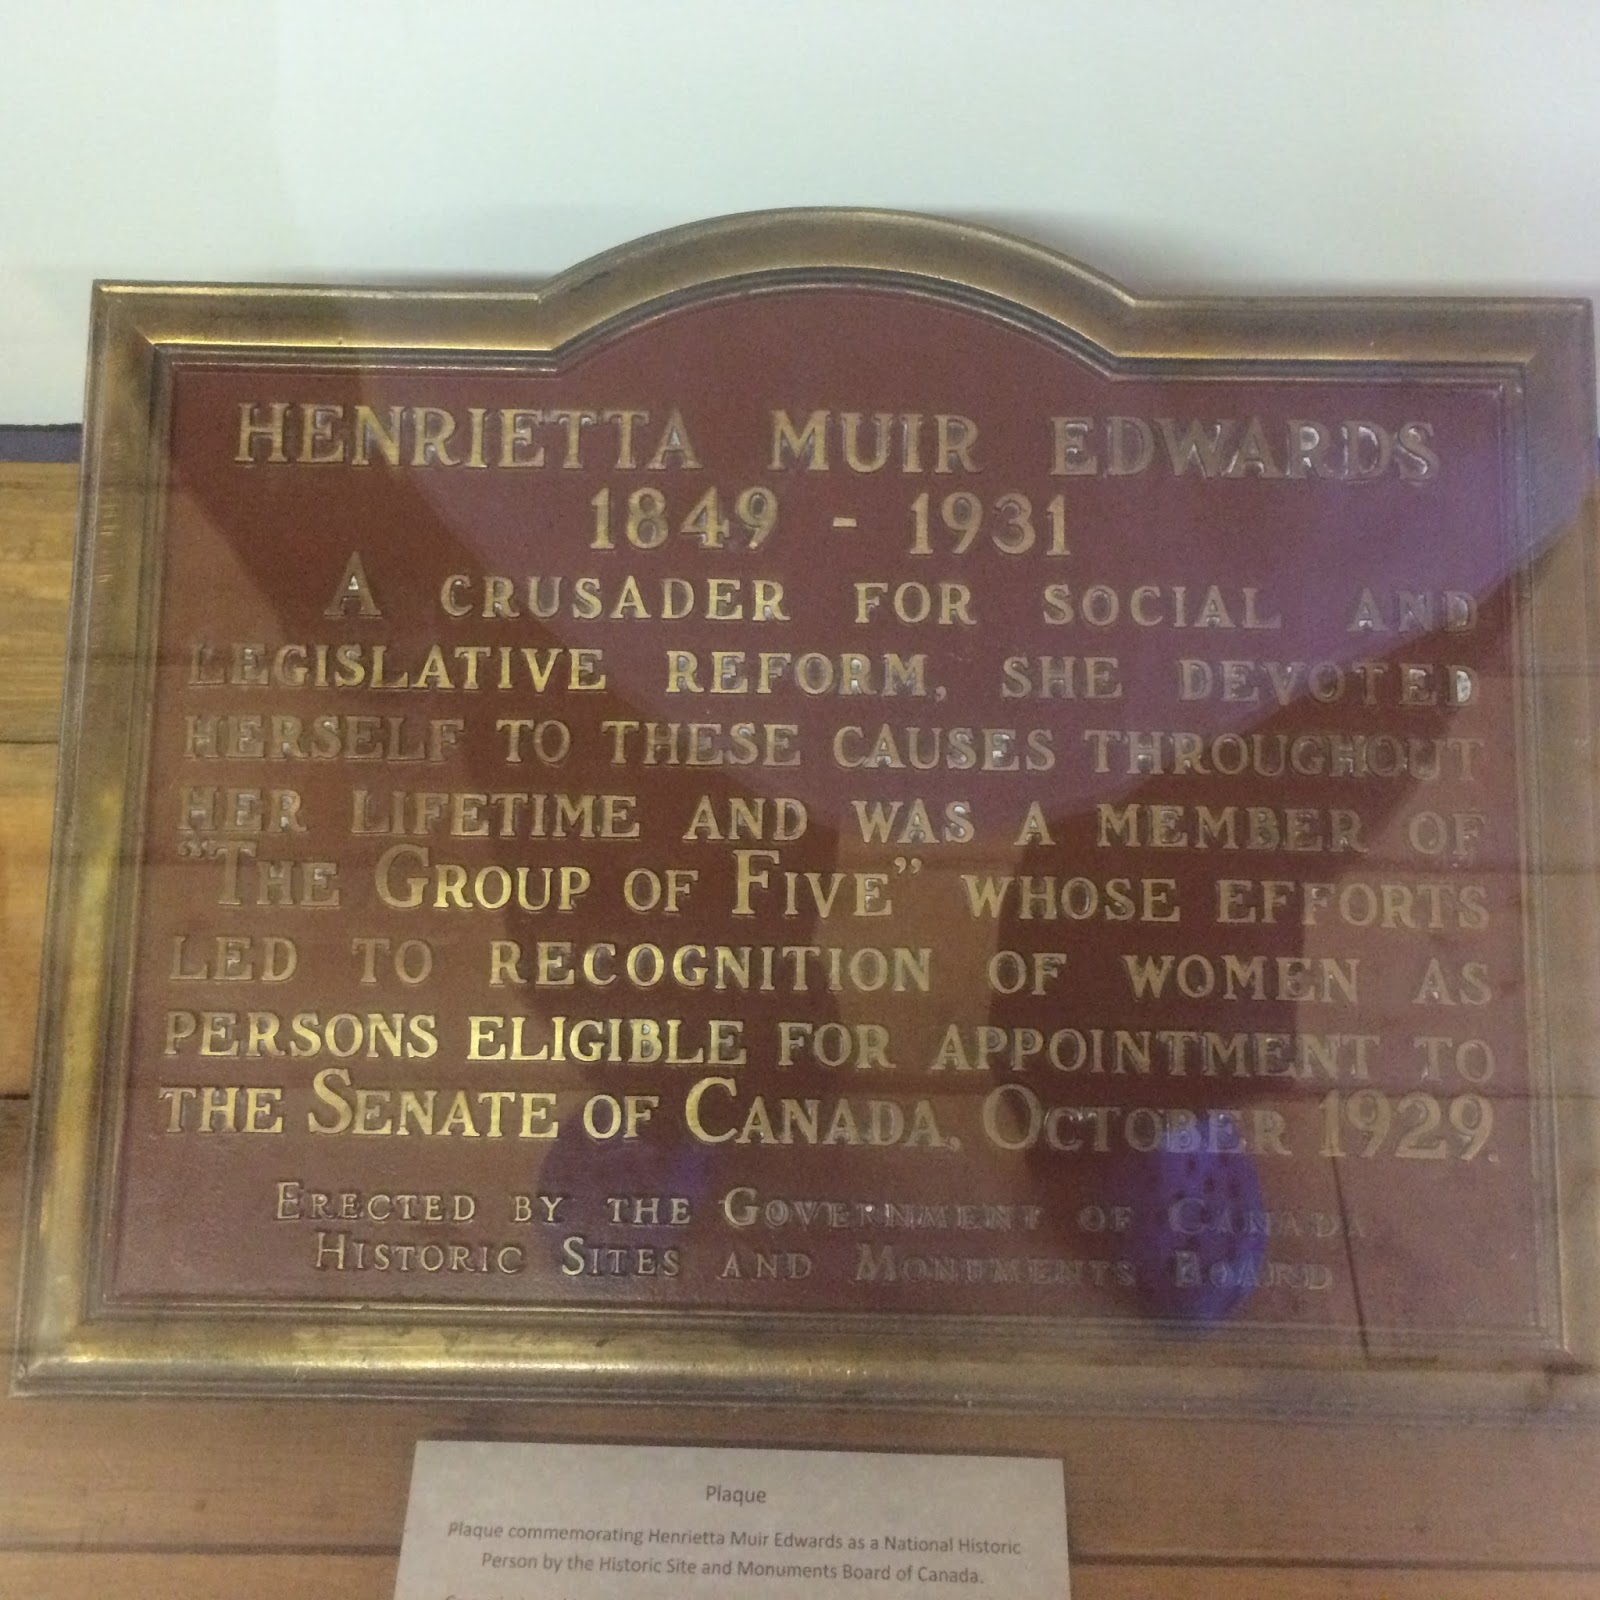 HENRIETTA MUIR EDWARDS
1849 - 1931
A CRUSADER FOR SOCIAL AND
LEGISLATIVE REFORM, SHE DEVOTED
HERSELF TO THESE CAUSES THROUGHOUT
HER LIFETIME AND WAS A MEMBER OF
"THE GROUP OF FIVE" WHOSE EFFORTS
LED TO RECOGNITION OF WOMEN AS
PERSONS ELIGIBLE FOR APPOINTMENT TO
THE SENATE OF CANADA, OCTOBER 1929.
ERECTED BY THE GOVERNMENT OF CANADA
HISTORIC SITES AND MONUMENTS BOARD
Plaque
Plaque commemorating Henrietta Muir Edwards as a National Historic
Person by the Historic Site and Monuments Board of Canada.